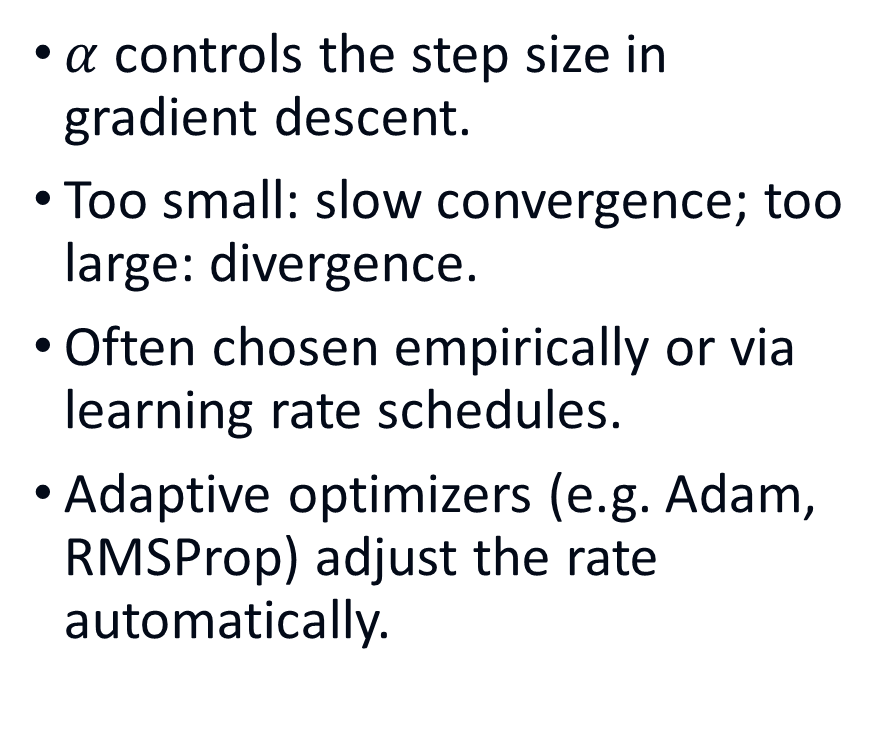 • α controls the step size in
gradient descent.
• Too small: slow convergence; too
large: divergence.
• Often chosen empirically or via
learning rate schedules.
• Adaptive optimizers (e.g. Adam,
RMSProp) adjust the rate
automatically.